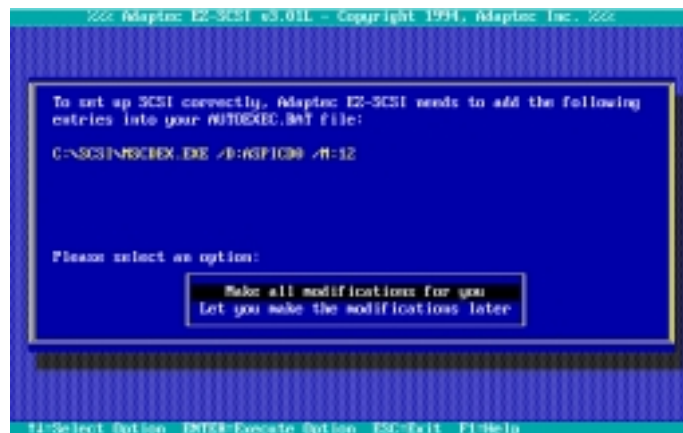 %%% Adaptec EZ-SCSI v3.01L - Copyright 1994, Adaptec Inc. %%%
To set up SCSI correctly, Adaptec EZ-SCSI needs to add the following
entries into your AUTOEXEC.BAT file:
C:\SCSI\MSCDEX.EXE /D:ASPICD0 /M:12
Please select an option:
Make all modifications for you
Let you make the modifications later
↑↓=Select Option ENTER=Execute Option ESC=Exit F1=Help